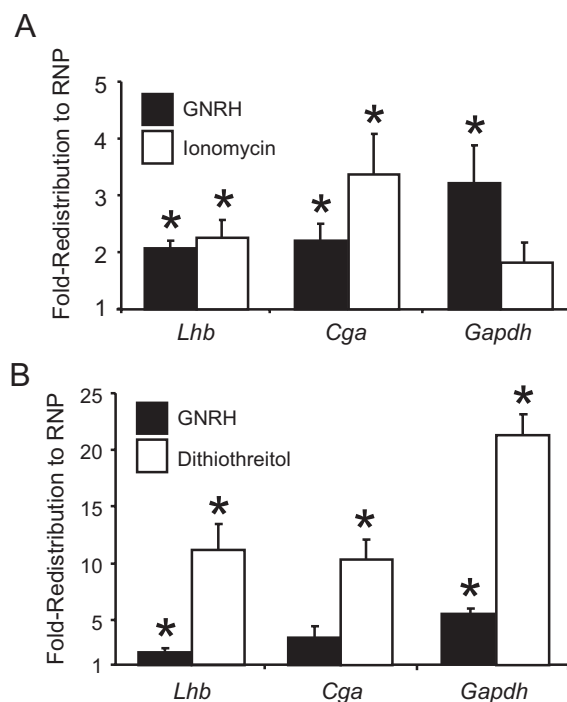 A
Fold-Redistribution to RNP
5
4
3
2
1
GNRH
Ionomycin
* * * * *
Lhb Cga Gapdh
B
Fold-Redistribution to RNP
25
20
15
10
5
1
GNRH
Dithiothreitol
* * * * *
Lhb Cga Gapdh